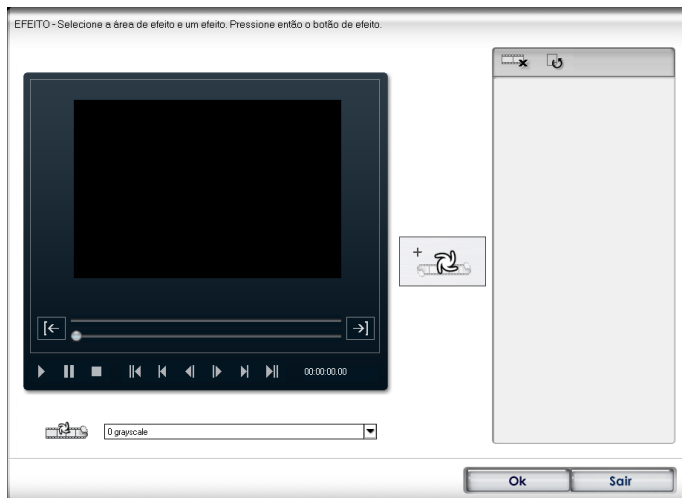 EFEITO - Selecione a área de efeito e um efeito. Pressione então o botão de efeito.
00:00:00.00
0 grayscale
Ok
Sair